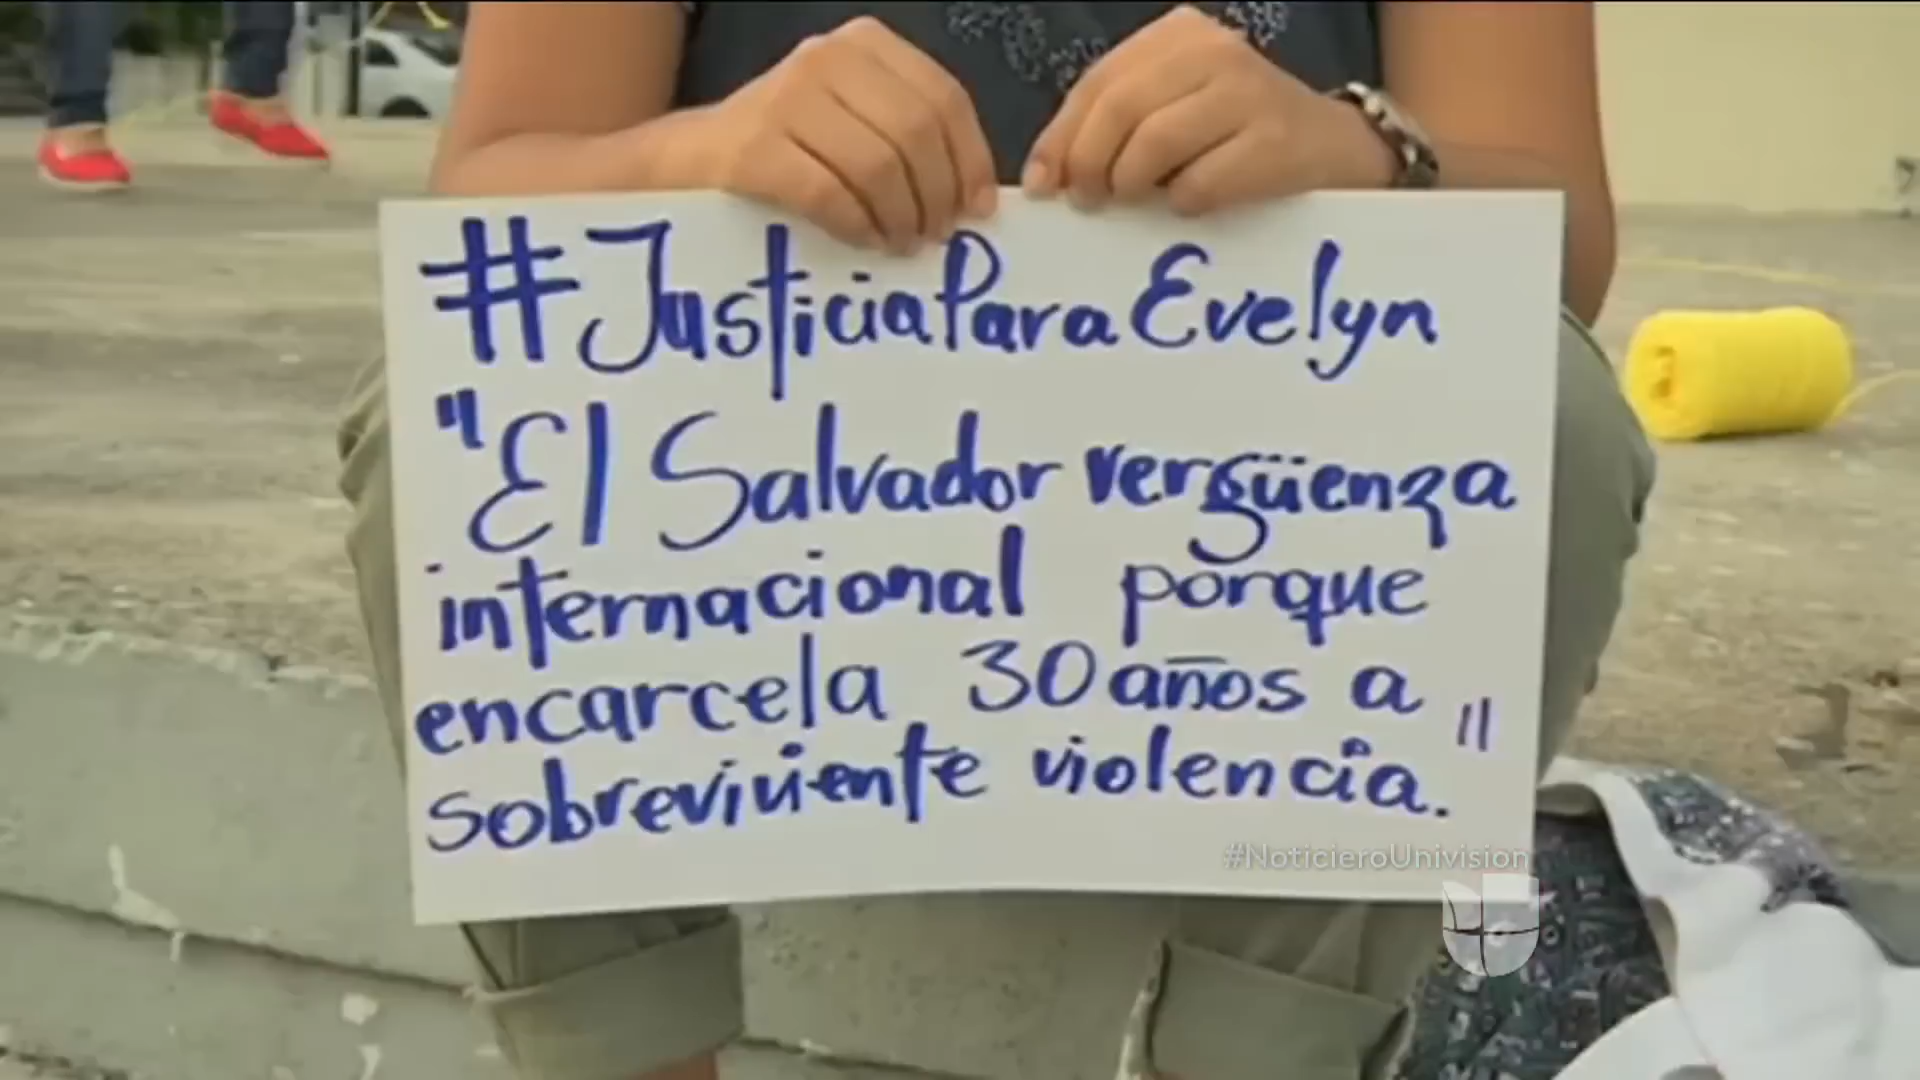 #JusticiaParaEvelyn
"El Salvador vergüenza
internacional porque
encarcela 30 años a
sobreviviente violencia."
#NoticieroUnivision